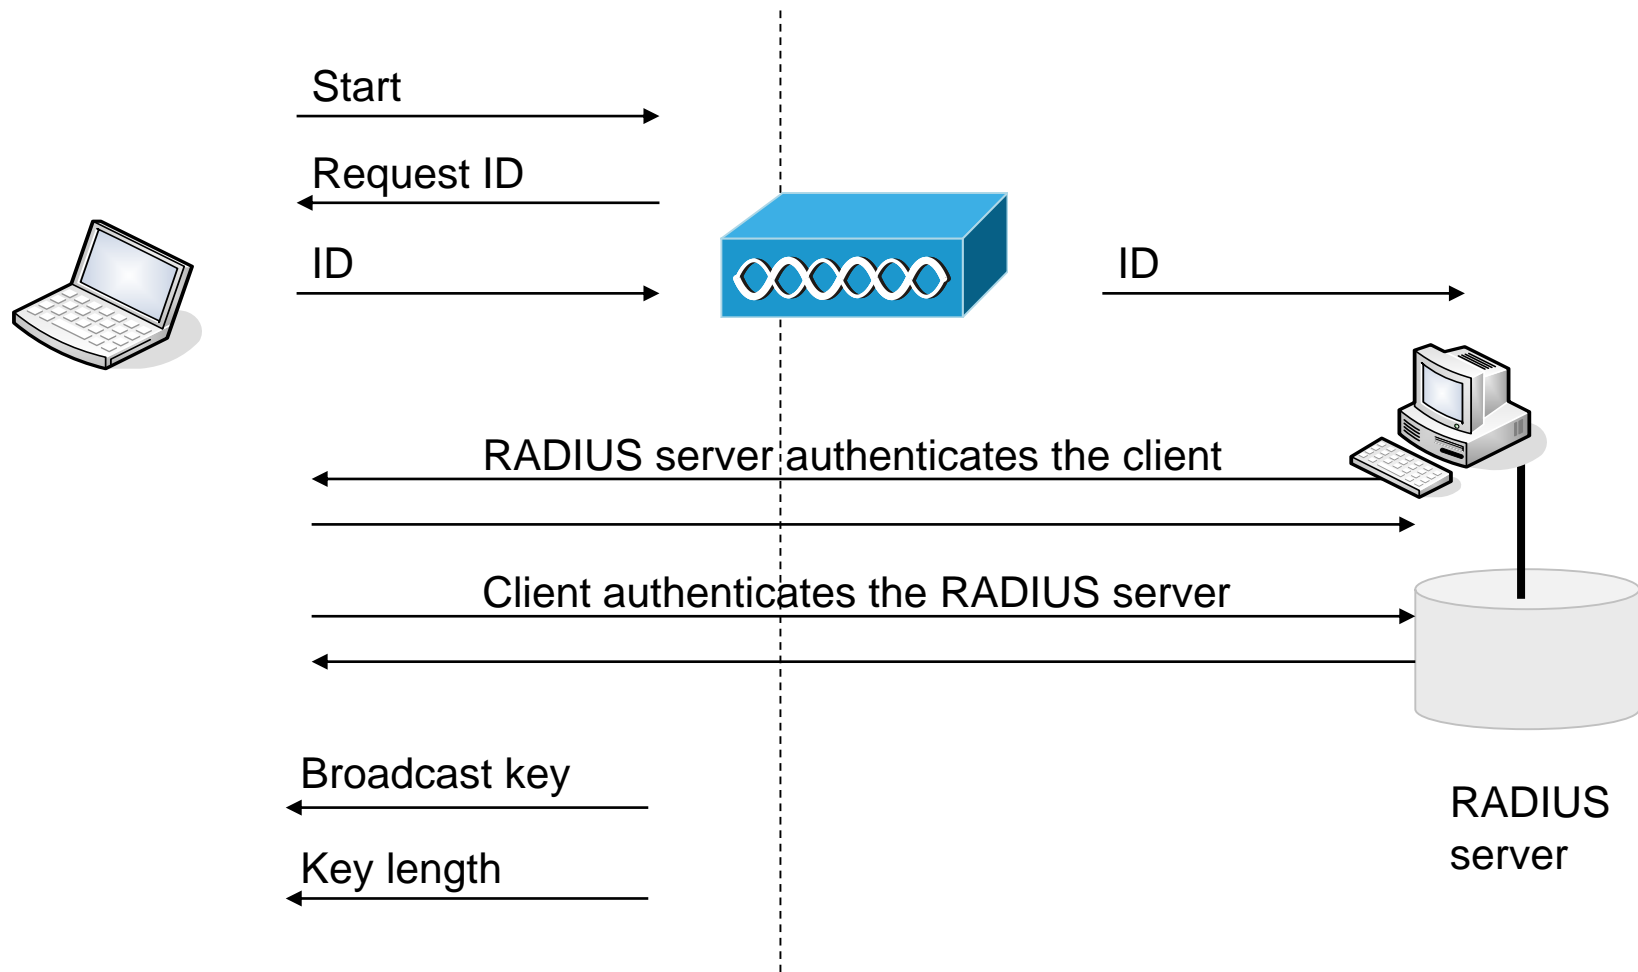 Start
Request ID
ID
ID
RADIUS server authenticates the client
Client authenticates the RADIUS server
Broadcast key
Key length
RADIUS
server